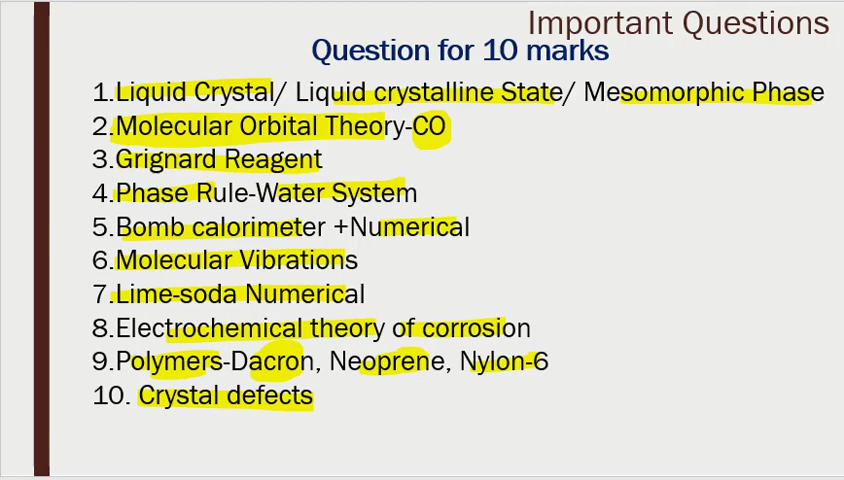 Important Questions
Question for 10 marks
1.Liquid Crystal/ Liquid crystalline State/ Mesomorphic Phase
2.Molecular Orbital Theory-CO
3.Grignard Reagent
4.Phase Rule-Water System
5.Bomb calorimeter +Numerical
6.Molecular Vibrations
7.Lime-soda Numerical
8.Electrochemical theory of corrosion
9.Polymers-Dacron, Neoprene, Nylon-6
10. Crystal defects